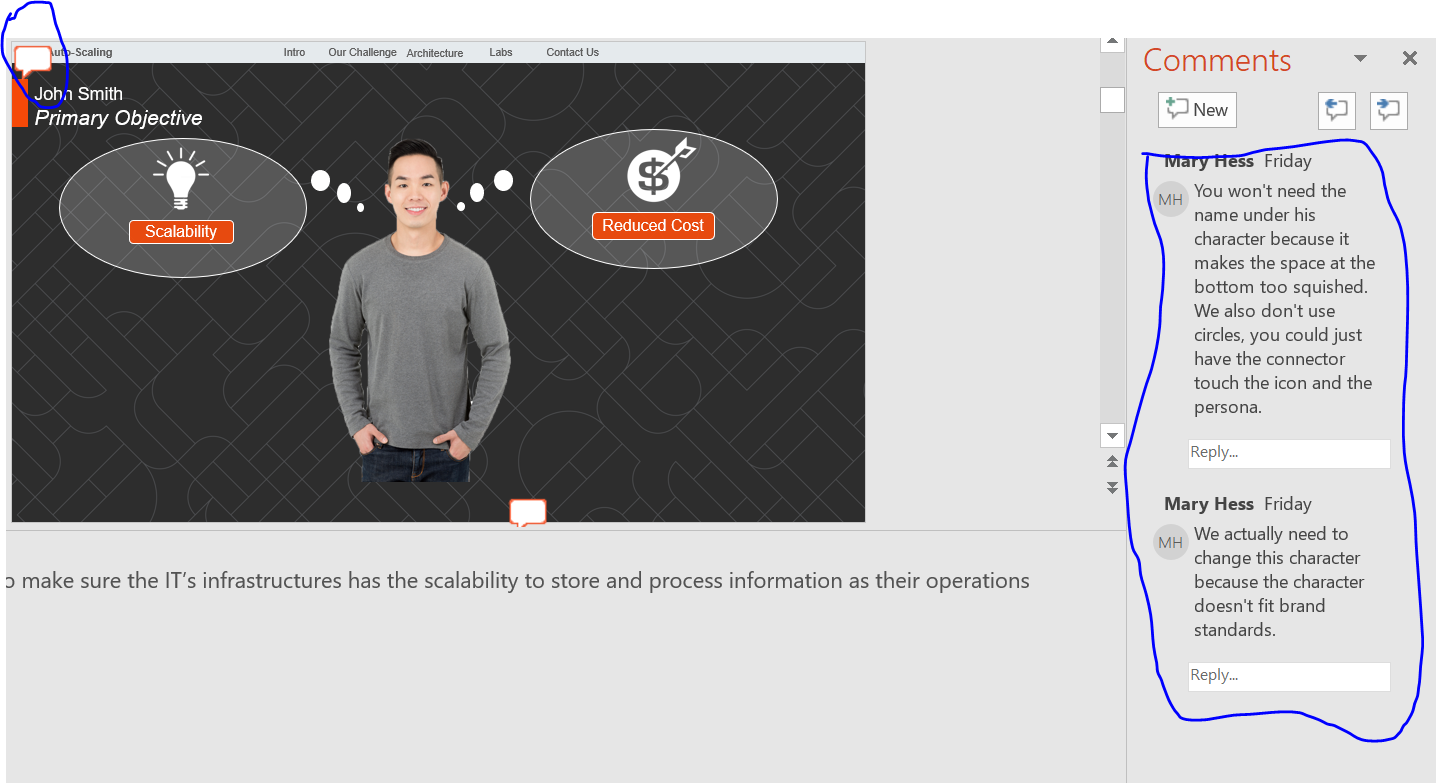 Auto-Scaling Intro Our Challenge Architecture Labs Contact Us
John Smith
Primary Objective
Scalability
Reduced Cost
$
o make sure the IT’s infrastructures has the scalability to store and process information as their operations
Comments
New
Mary Hess Friday
MH
You won't need the
name under his
character because it
makes the space at the
bottom too squished.
We also don't use
circles, you could just
have the connector
touch the icon and the
persona.
Reply...
Mary Hess Friday
MH
We actually need to
change this character
because the character
doesn't fit brand
standards.
Reply...